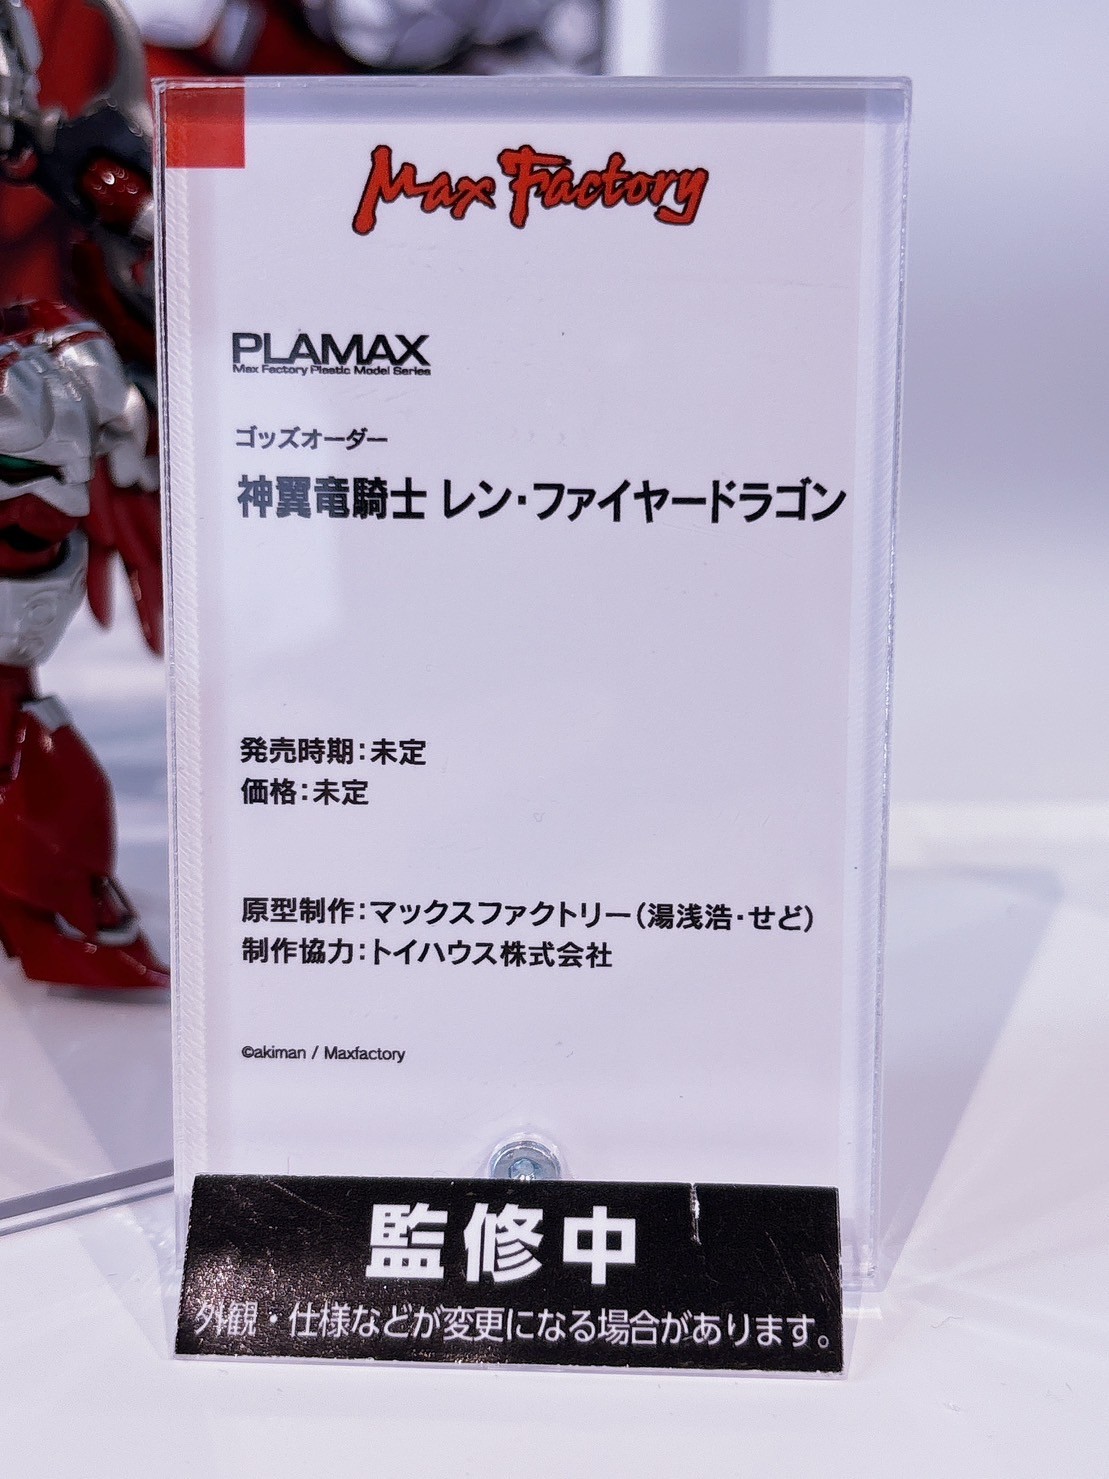 Max Factory
PLAMAX
Max Factory Plastic Model Series
ゴッズオーダー
神翼竜騎士 レン・ファイヤードラゴン
発売時期：未定
価格：未定
原型制作：マックスファクトリー（湯浅浩・せど）
制作協力：トイハウス株式会社
©akiman / Maxfactory
監修中
外観・仕様などが変更になる場合があります。